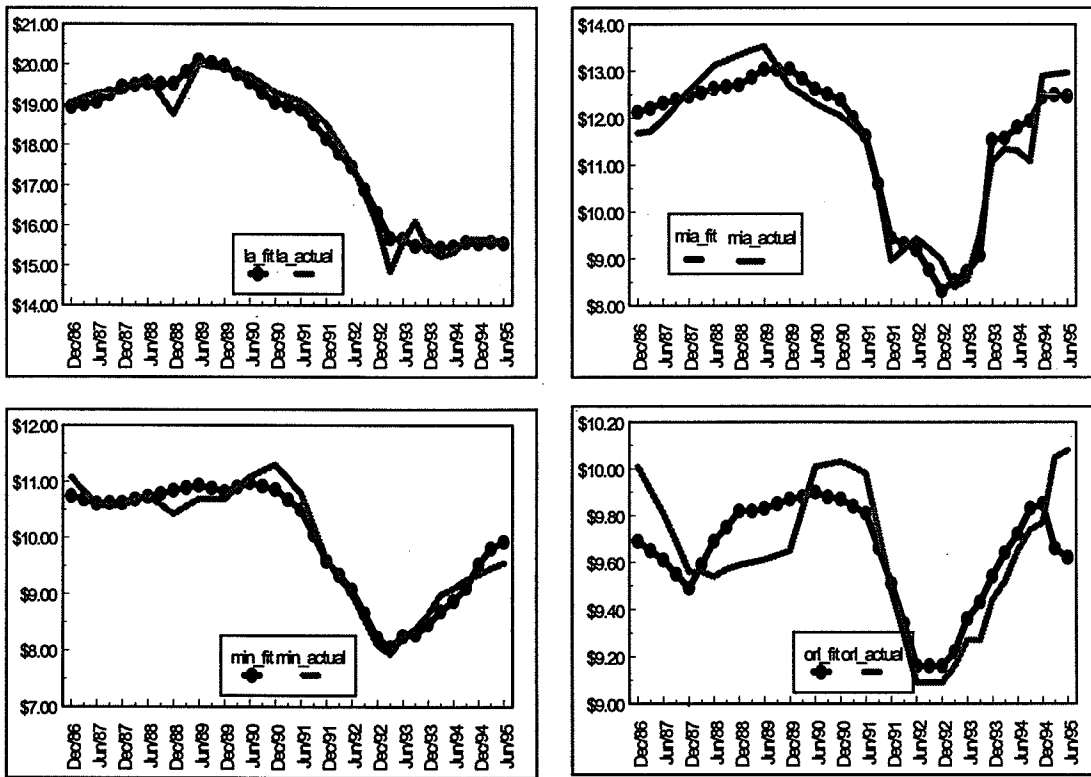 $21.00
$20.00
$19.00
$18.00
$17.00
$16.00
$15.00
$14.00
la_fit la_actual
Dec/86
Jun/87
Dec/87
Jun/88
Dec/88
Jun/89
Dec/89
Jun/90
Dec/90
Jun/91
Dec/91
Jun/92
Dec/92
Jun/93
Dec/93
Jun/94
Dec/94
Jun/95
$14.00
$13.00
$12.00
$11.00
$10.00
$9.00
$8.00
mia_fit mia_actual
Dec/86
Jun/87
Dec/87
Jun/88
Dec/88
Jun/89
Dec/89
Jun/90
Dec/90
Jun/91
Dec/91
Jun/92
Dec/92
Jun/93
Dec/93
Jun/94
Dec/94
Jun/95
$12.00
$11.00
$10.00
$9.00
$8.00
$7.00
min_fit min_actual
Dec/86
Jun/87
Dec/87
Jun/88
Dec/88
Jun/89
Dec/89
Jun/90
Dec/90
Jun/91
Dec/91
Jun/92
Dec/92
Jun/93
Dec/93
Jun/94
Dec/94
Jun/95
$10.20
$10.00
$9.80
$9.60
$9.40
$9.20
$9.00
orl_fit orl_actual
Dec/86
Jun/87
Dec/87
Jun/88
Dec/88
Jun/89
Dec/89
Jun/90
Dec/90
Jun/91
Dec/91
Jun/92
Dec/92
Jun/93
Dec/93
Jun/94
Dec/94
Jun/95